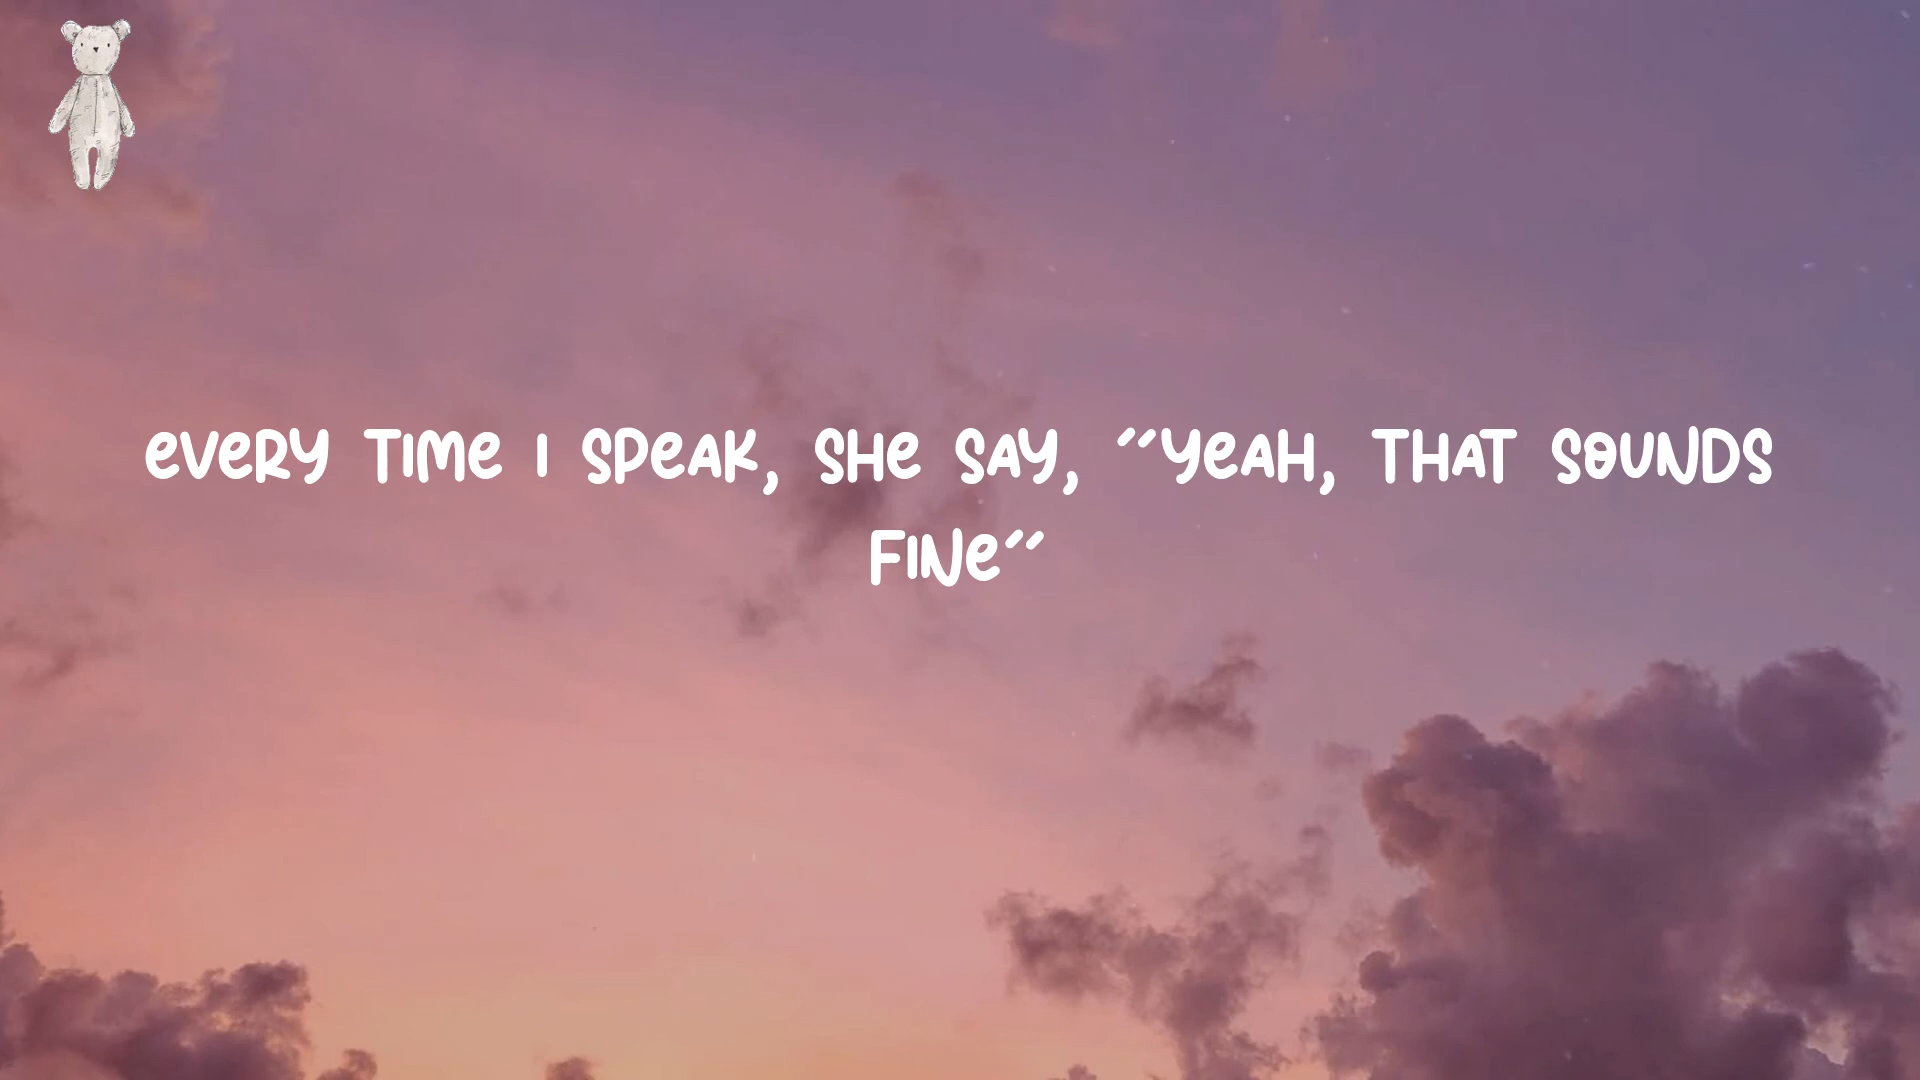 EVERY TIME I SPEAK, SHE SAY, "YEAH, THAT SOUNDS
FINE"